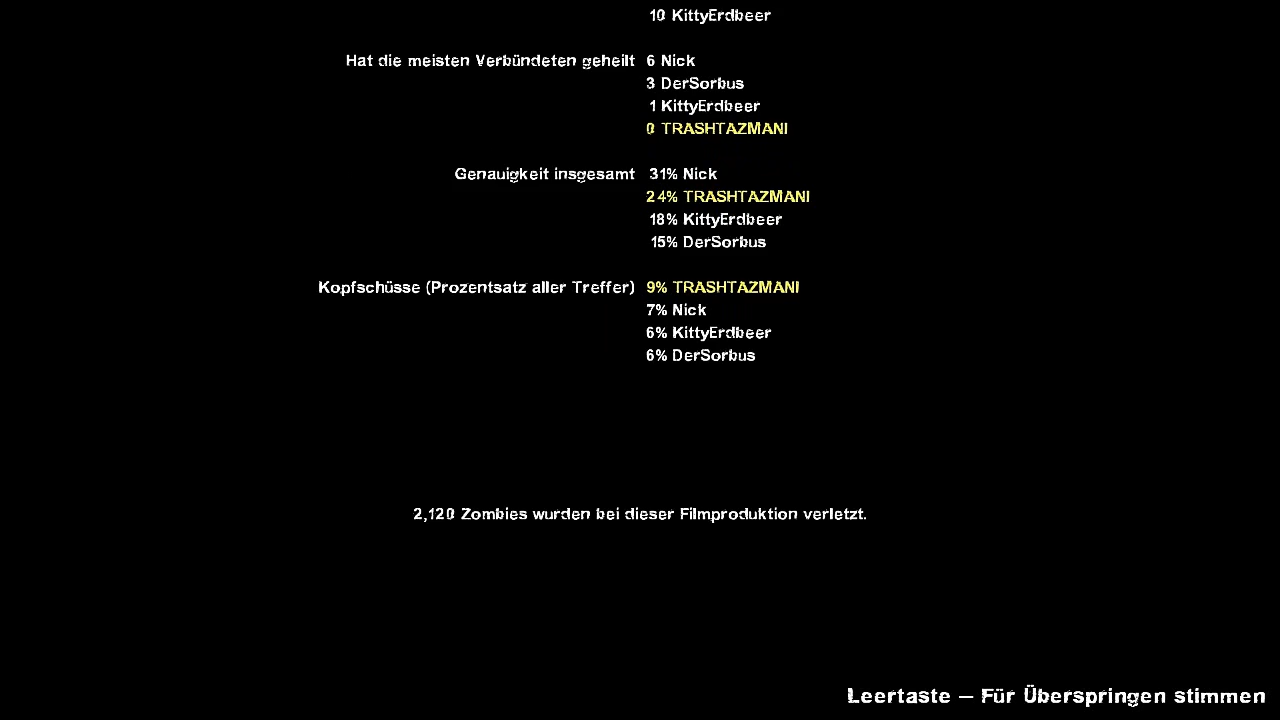 10 KittyErdbeer
Hat die meisten Verbündeten geheilt 6 Nick
3 DerSorbus
1 KittyErdbeer
0 TRASHTAZMANI
Genauigkeit insgesamt 31% Nick
24% TRASHTAZMANI
18% KittyErdbeer
15% DerSorbus
Kopfschüsse (Prozentsatz aller Treffer) 9% TRASHTAZMANI
7% Nick
6% KittyErdbeer
6% DerSorbus
2,120 Zombies wurden bei dieser Filmproduktion verletzt.
Leertaste – Für Überspringen stimmen